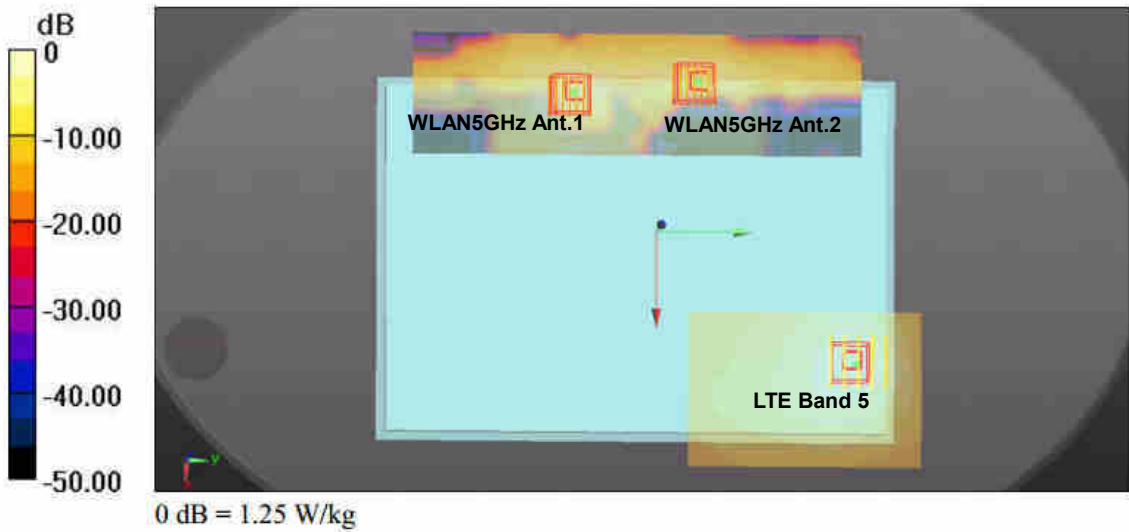 dB
0
-10.00
-20.00
-30.00
-40.00
-50.00
WLAN5GHz Ant.1
WLAN5GHz Ant.2
LTE Band 5
y
x
0 dB = 1.25 W/kg